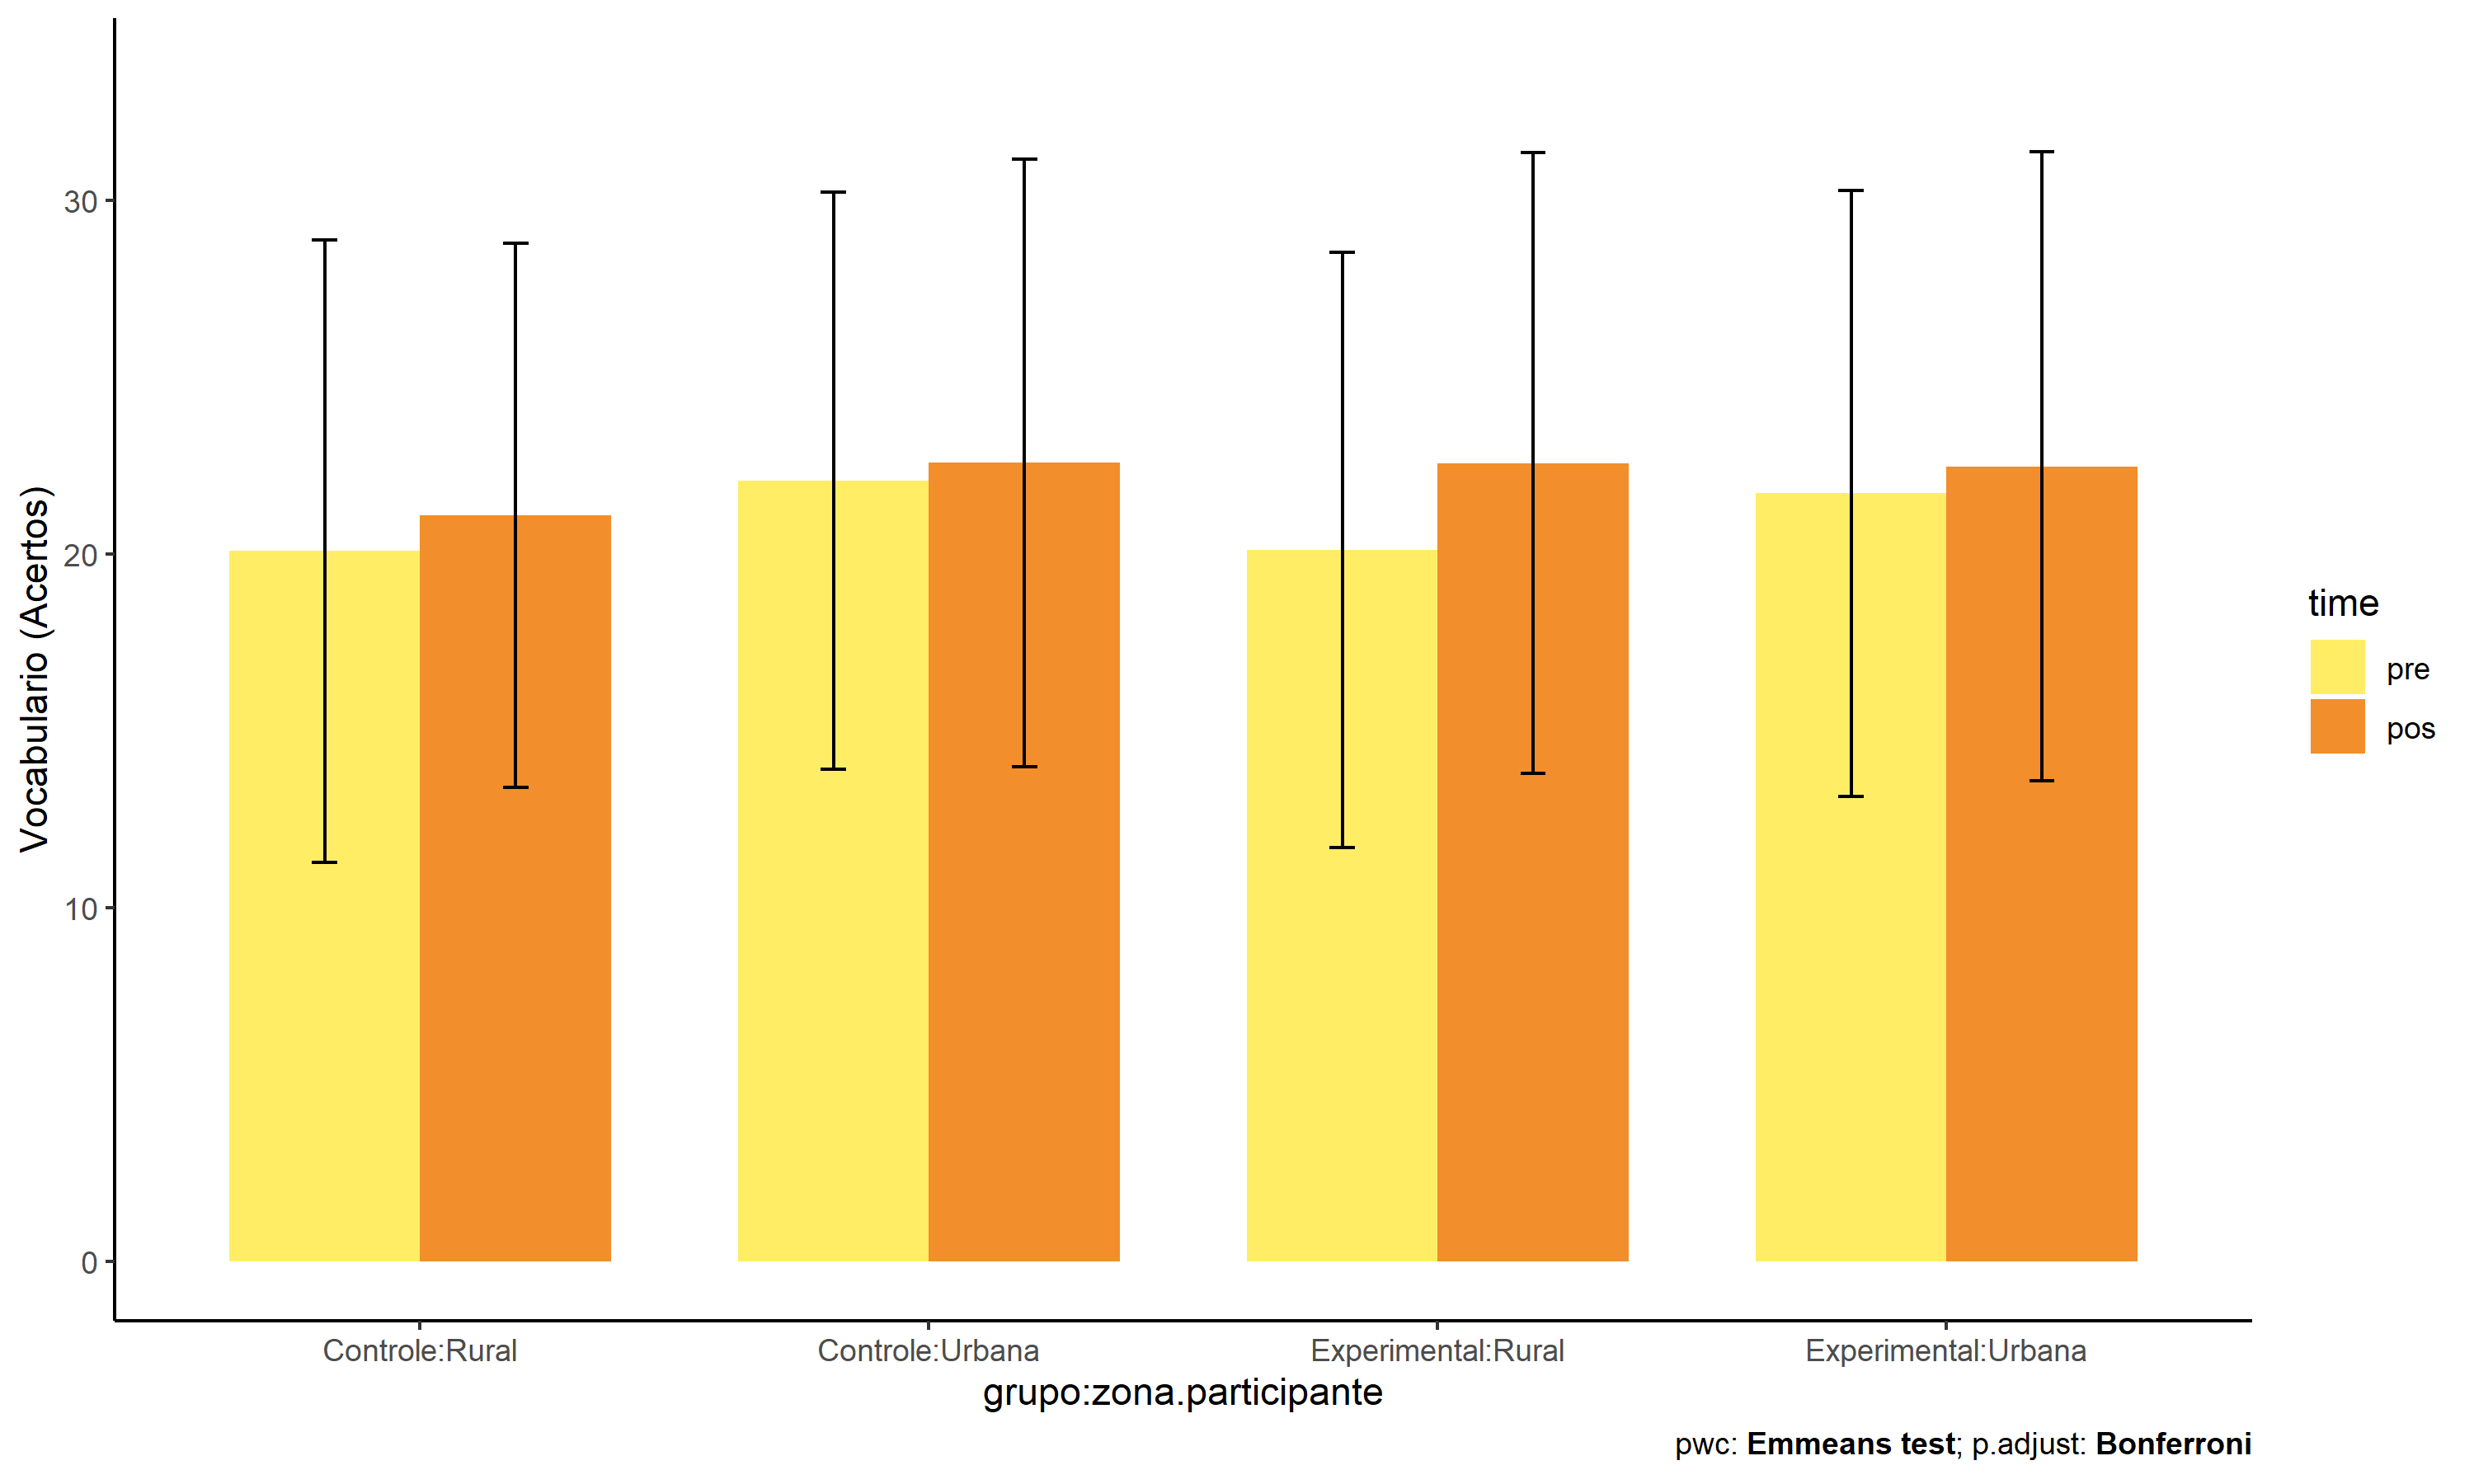 Vocabulario (Acertos)
30
20
10
0
Controle:Rural
Controle:Urbana
Experimental:Rural
Experimental:Urbana
grupo:zona.participante
time
pre
pos
pwc: Emmeans test; p.adjust: Bonferroni